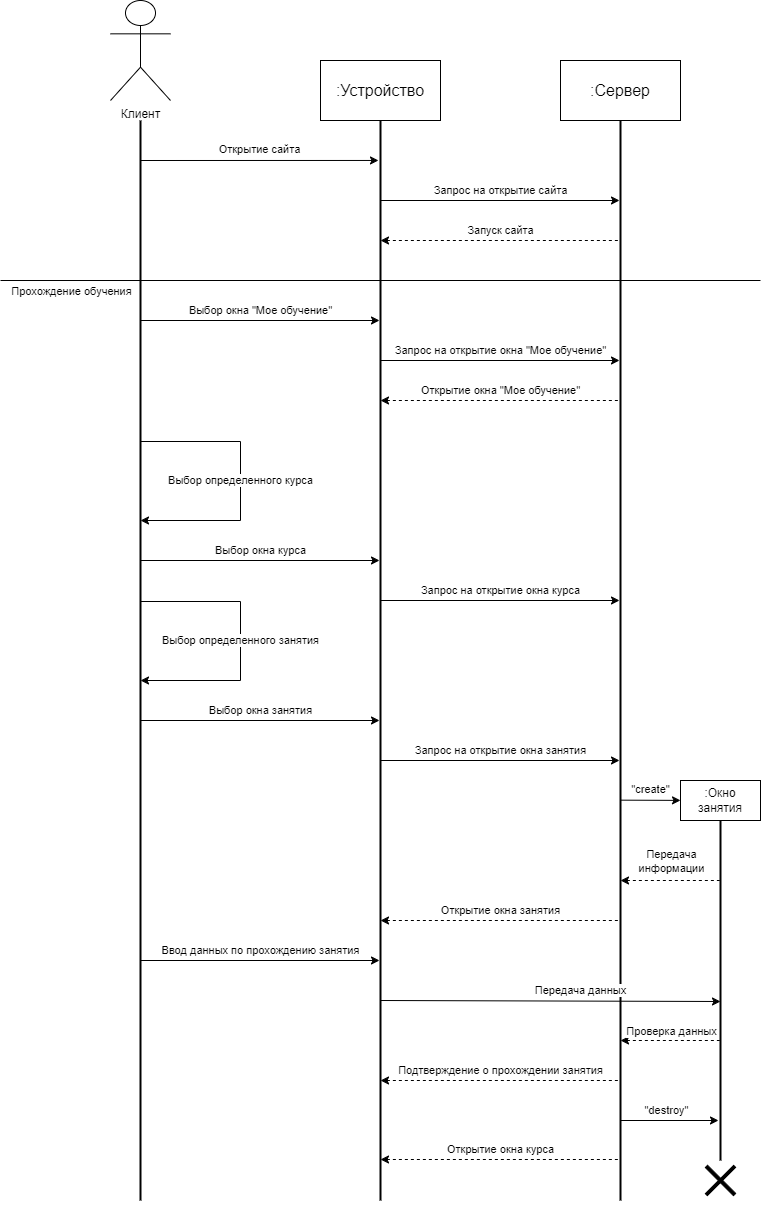 Клиент
:Устройство
:Сервер
Открытие сайта
Запрос на открытие сайта
Запуск сайта
Прохождение обучения
Выбор окна "Мое обучение"
Запрос на открытие окна "Мое обучение"
Открытие окна "Мое обучение"
Выбор определенного курса
Выбор окна курса
Запрос на открытие окна курса
Выбор определенного занятия
Выбор окна занятия
Запрос на открытие окна занятия
"create"
:Окно
занятия
Передача
информации
Открытие окна занятия
Ввод данных по прохождению занятия
Передача данных
Проверка данных
Подтверждение о прохождении занятия
"destroy"
Открытие окна курса